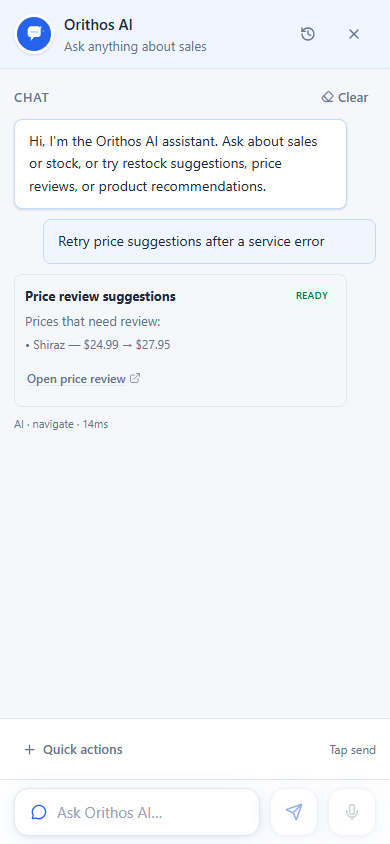 Orithos AI
Ask anything about sales
CHAT
Clear
Hi, I'm the Orithos AI assistant. Ask about sales
or stock, or try restock suggestions, price
reviews, or product recommendations.
Retry price suggestions after a service error
Price review suggestions
READY
Prices that need review:
• Shiraz — $24.99 → $27.95
Open price review
AI · navigate · 14ms
Quick actions
Tap send
Ask Orithos AI...